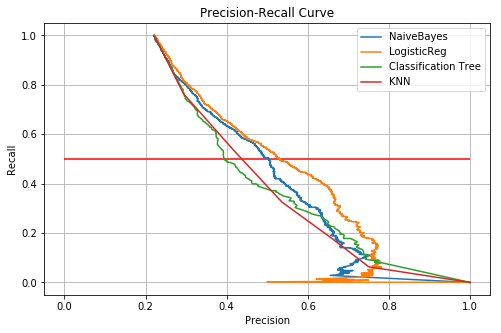 Precision-Recall Curve
NaiveBayes
LogisticReg
Classification Tree
KNN
1.0
0.8
0.6
0.4
0.2
0.0
Recall
0.0 0.2 0.4 0.6 0.8 1.0
Precision